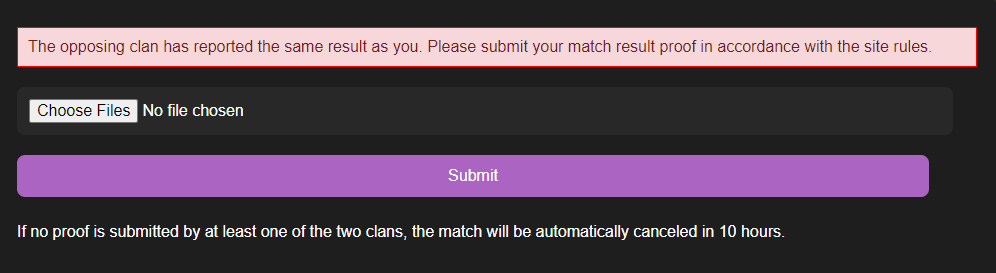 The opposing clan has reported the same result as you. Please submit your match result proof in accordance with the site rules.
Choose Files No file chosen
Submit
If no proof is submitted by at least one of the two clans, the match will be automatically canceled in 10 hours.